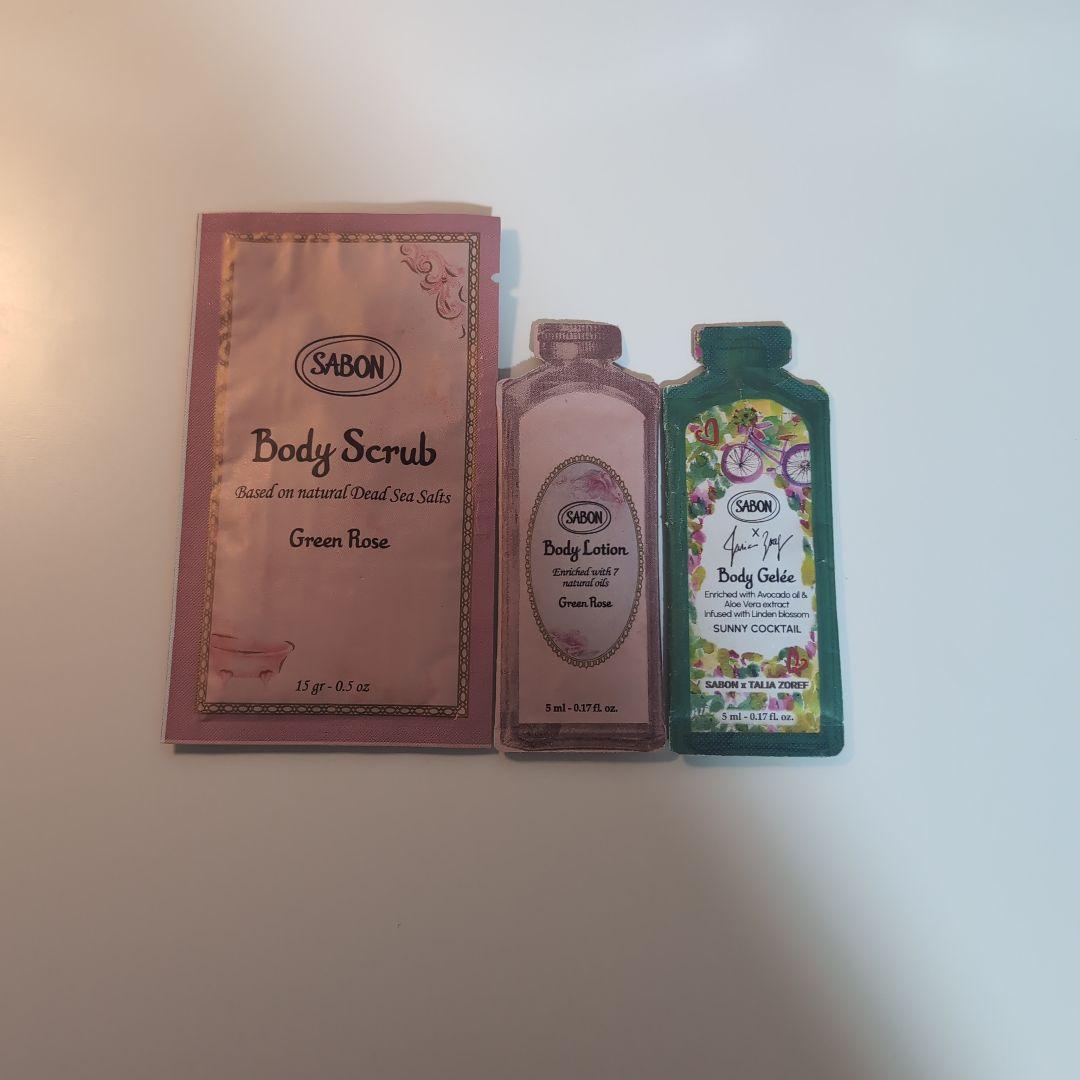 SABON
Body Scrub
Based on natural Dead Sea Salts
Green Rose
15 gr - 0.5 oz
SABON
Body Lotion
Enriched with 7
natural oils
Green Rose
5 ml - 0.17 fl. oz.
SABON
x
Body Gelée
Enriched with Avocado oil &
Aloe Vera extract
Infused with Linden blossom
SUNNY COCKTAIL
SABON x TALIA ZOREF
5 ml - 0.17 fl. oz.